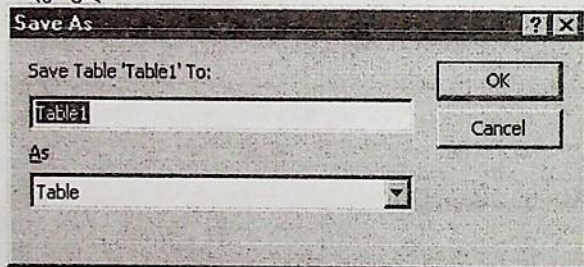 Save As
Save Table 'Table1' To:
OK
Table1
Cancel
As
Table